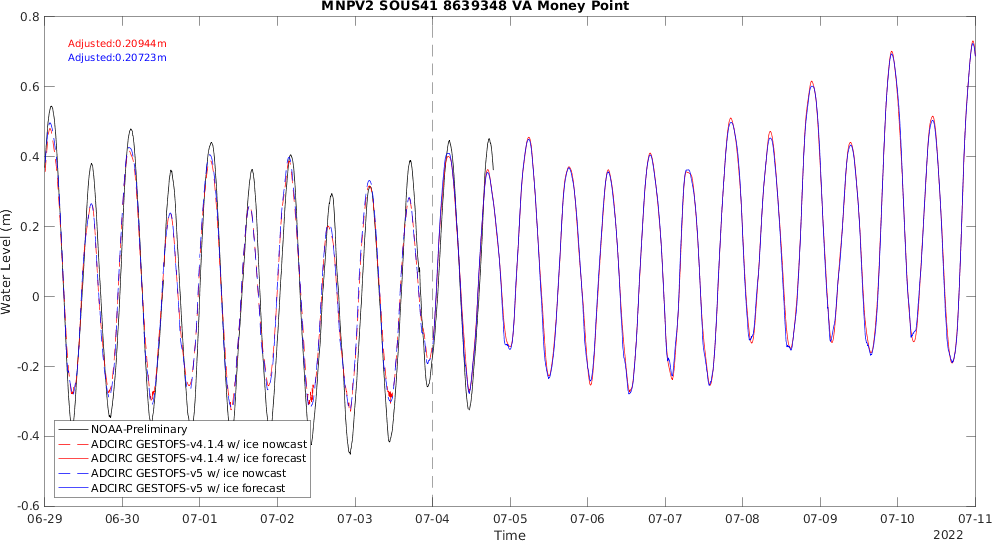 MNPV2 SOUS41 8639348 VA Money Point
Adjusted:0.20944m
Adjusted:0.20723m
Water Level (m)
0.8
0.6
0.4
0.2
0
-0.2
-0.4
-0.6
NOAA-Preliminary
ADCIRC GESTOFS-v4.1.4 w/ ice nowcast
ADCIRC GESTOFS-v4.1.4 w/ ice forecast
ADCIRC GESTOFS-v5 w/ ice nowcast
ADCIRC GESTOFS-v5 w/ ice forecast
06-29 06-30 07-01 07-02 07-03 07-04 07-05 07-06 07-07 07-08 07-09 07-10 07-11
Time
2022